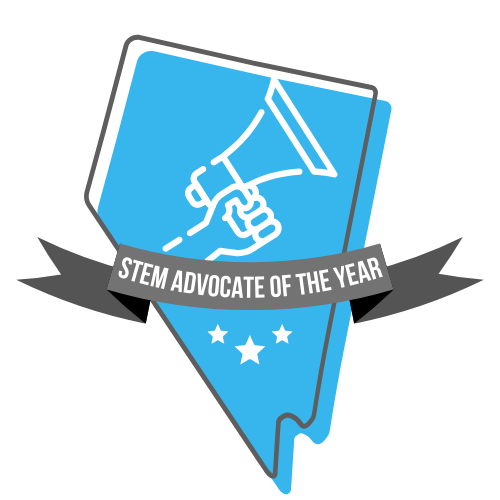 STEM ADVOCATE OF THE YEAR